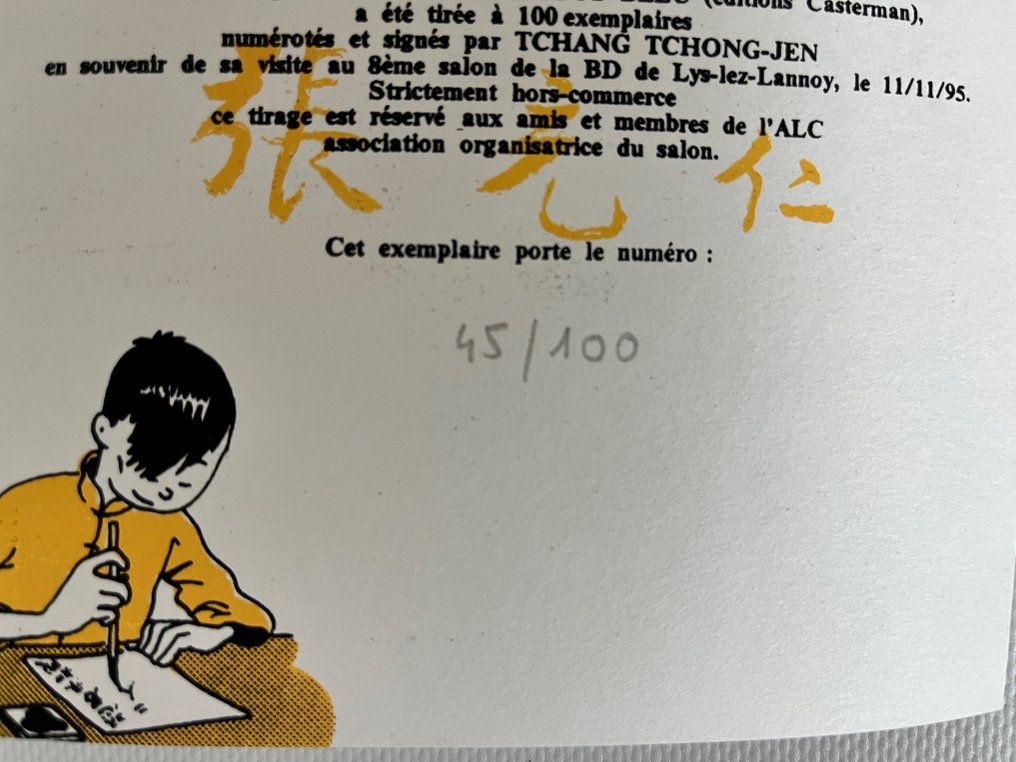 (éditions Casterman),
a été tirée à 100 exemplaires
numérotés et signés par TCHANG TCHONG-JEN
en souvenir de sa visite au 8ème salon de la BD de Lys-lez-Lannoy, le 11/11/95.
Strictement hors-commerce
ce tirage est réservé aux amis et membres de l'ALC
association organisatrice du salon.
張充仁
Cet exemplaire porte le numéro :
45/100